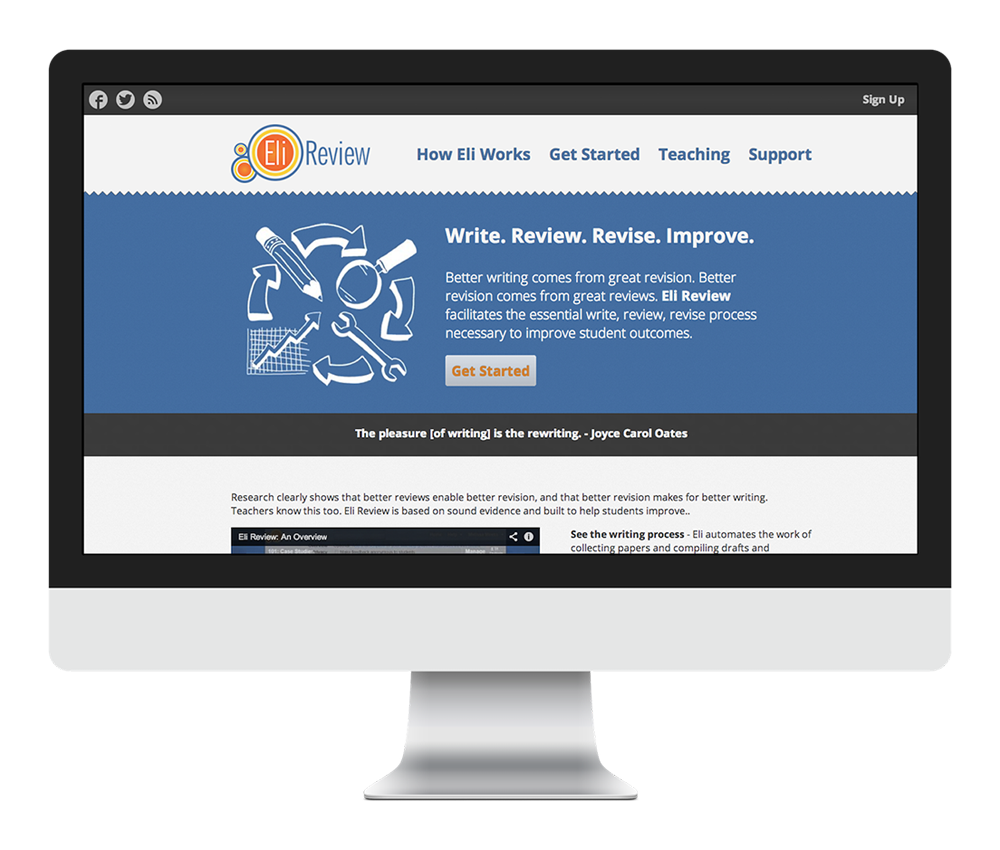 Sign Up
Eli Review
How Eli Works Get Started Teaching Support
Write. Review. Revise. Improve.
Better writing comes from great revision. Better
revision comes from great reviews. Eli Review
facilitates the essential write, review, revise process
necessary to improve student outcomes.
Get Started
The pleasure [of writing] is the rewriting. - Joyce Carol Oates
Research clearly shows that better reviews enable better revision, and that better revision makes for better writing.
Teachers know this too. Eli Review is based on sound evidence and built to help students improve..
Eli Review: An Overview
See the writing process - Eli automates the work of
collecting papers and compiling drafts and